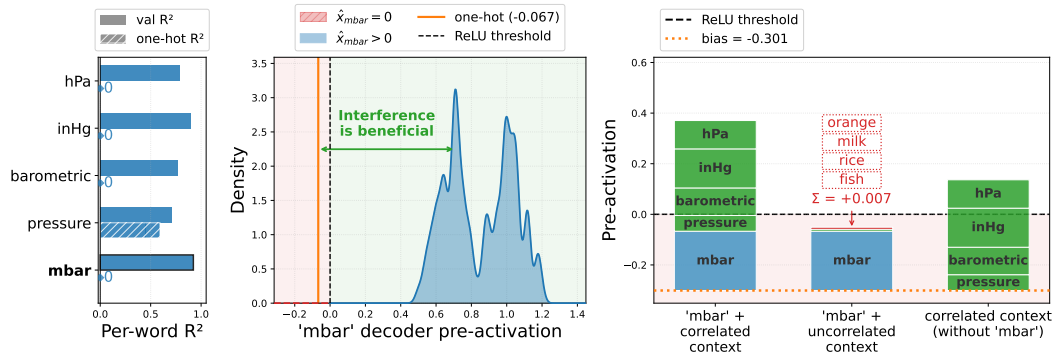 val R²
one-hot R²
hPa
0
inHg
0
barometric
0
pressure
mbar
0
0.0
0.5
1.0
Per-word R²
x̂mbar = 0
x̂mbar > 0
one-hot (-0.067)
ReLU threshold
3.5
3.0
2.5
2.0
1.5
1.0
0.5
0.0
Density
Interference
is beneficial
−0.2
0.0
0.2
0.4
0.6
0.8
1.0
1.2
1.4
'mbar' decoder pre-activation
ReLU threshold
bias = -0.301
0.6
0.4
0.2
0.0
−0.2
Pre-activation
hPa
inHg
barometric
pressure
mbar
orange
milk
rice
fish
Σ = +0.007
mbar
hPa
inHg
barometric
pressure
'mbar' +
correlated
context
'mbar' +
uncorrelated
context
correlated context
(without 'mbar')